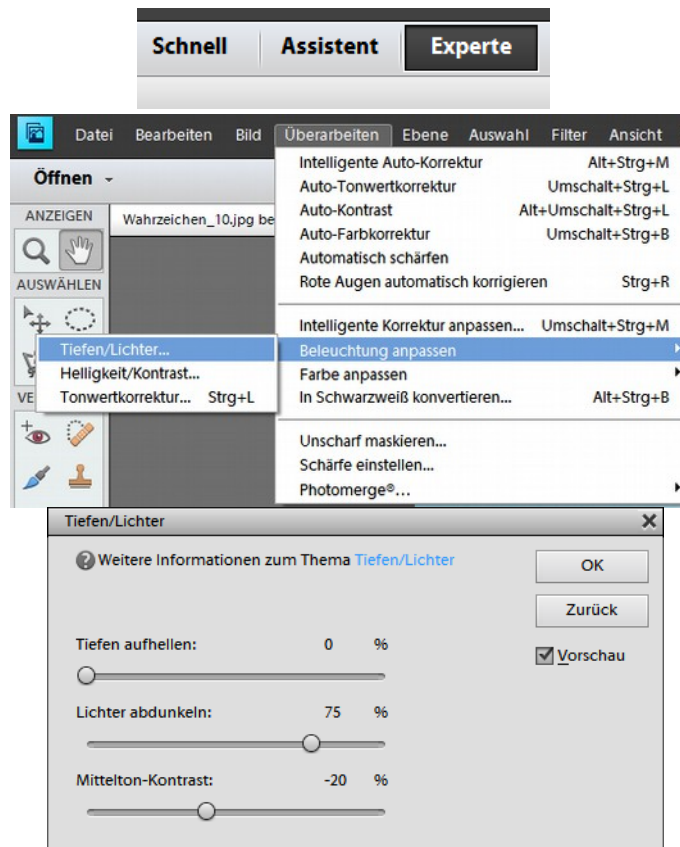 Schnell Assistent Experte
Datei Bearbeiten Bild Überarbeiten Ebene Auswahl Filter Ansicht
Öffnen
ANZEIGEN
Wahrzeichen_10.jpg be
AUSWÄHLEN
VE
Intelligente Auto-Korrektur Alt+Strg+M
Auto-Tonwertkorrektur Umschalt+Strg+L
Auto-Kontrast Alt+Umschalt+Strg+L
Auto-Farbkorrektur Umschalt+Strg+B
Automatisch schärfen
Rote Augen automatisch korrigieren Strg+R
Intelligente Korrektur anpassen... Umschalt+Strg+M
Beleuchtung anpassen
Farbe anpassen
In Schwarzweiß konvertieren... Alt+Strg+B
Unscharf maskieren...
Schärfe einstellen...
Photomerge®...
Tiefen/Lichter...
Helligkeit/Kontrast...
Tonwertkorrektur... Strg+L
Tiefen/Lichter
Weitere Informationen zum Thema Tiefen/Lichter
OK
Zurück
Vorschau
Tiefen aufhellen: 0 %
Lichter abdunkeln: 75 %
Mittelton-Kontrast: -20 %